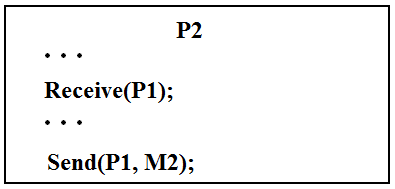 P2
. . .
Receive(P1);
. . .
Send(P1, M2);